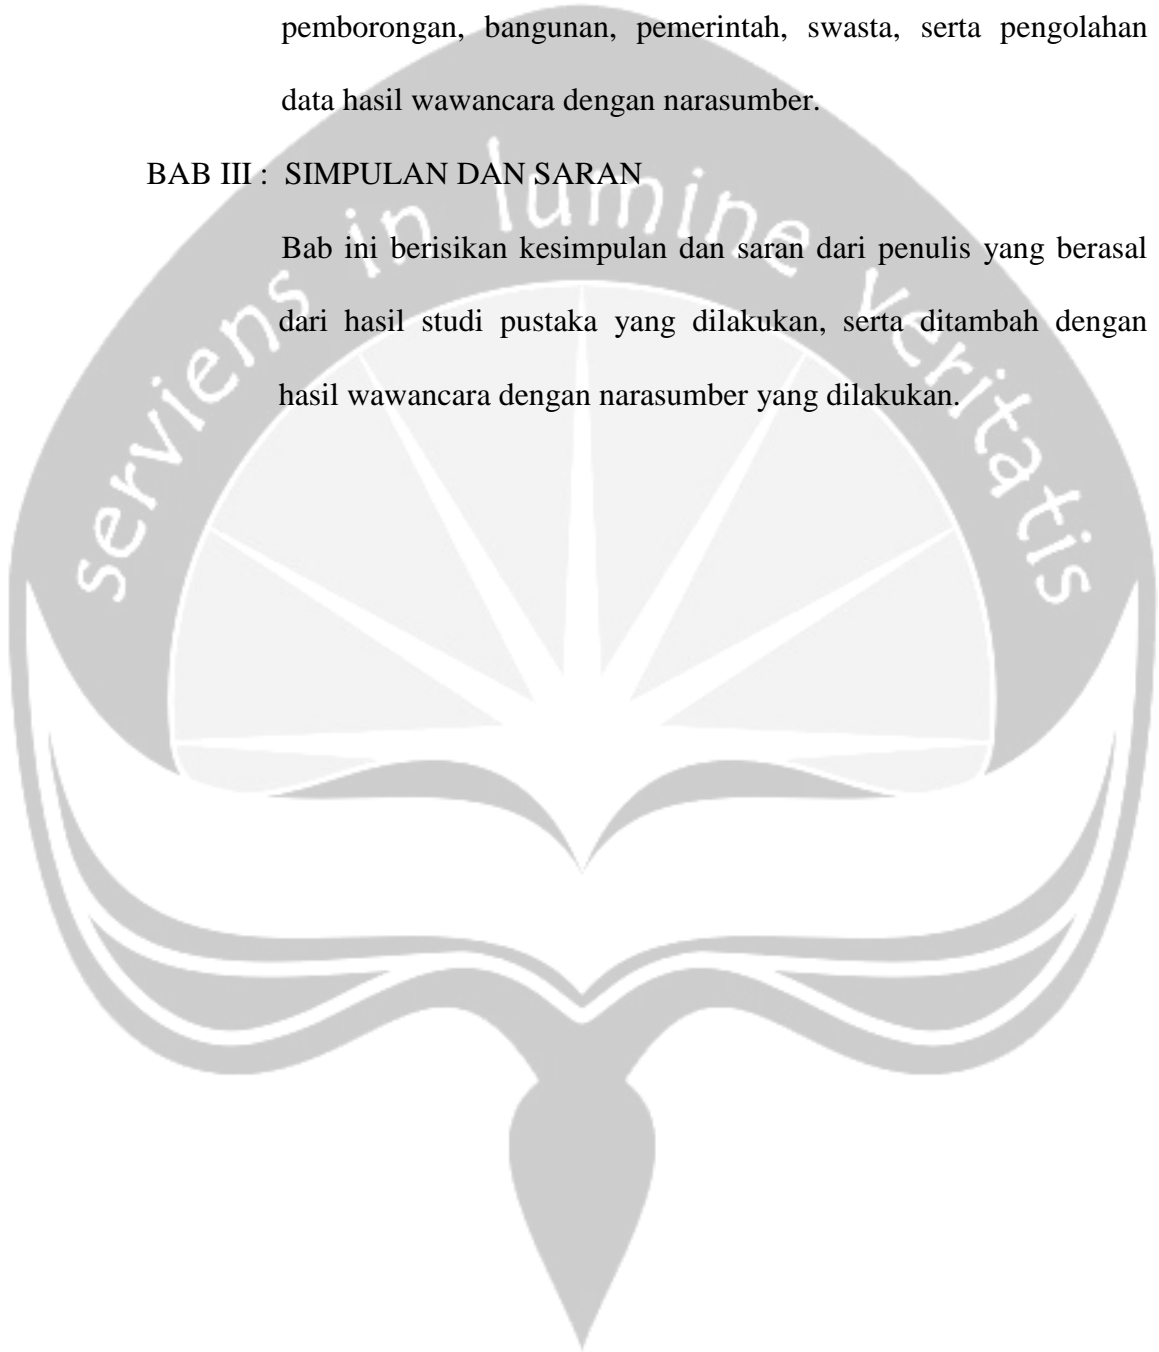 pemborongan, bangunan, pemerintah, swasta, serta pengolahan
data hasil wawancara dengan narasumber.
BAB III : SIMPULAN DAN SARAN
Bab ini berisikan kesimpulan dan saran dari penulis yang berasal
dari hasil studi pustaka yang dilakukan, serta ditambah dengan
hasil wawancara dengan narasumber yang dilakukan.
serviens in lumine veritatis